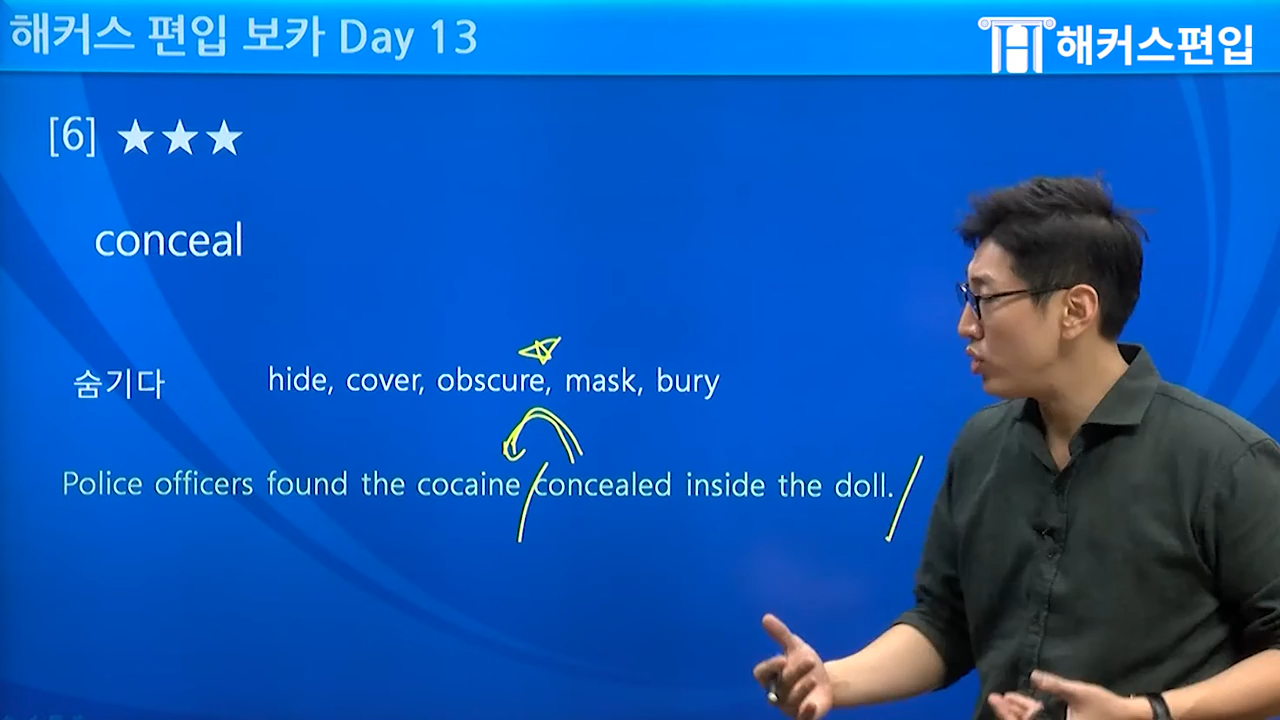 해커스 편입 보카 Day 13
해커스편입
[6] ★★★
conceal
숨기다 hide, cover, obscure, mask, bury
Police officers found the cocaine concealed inside the doll.